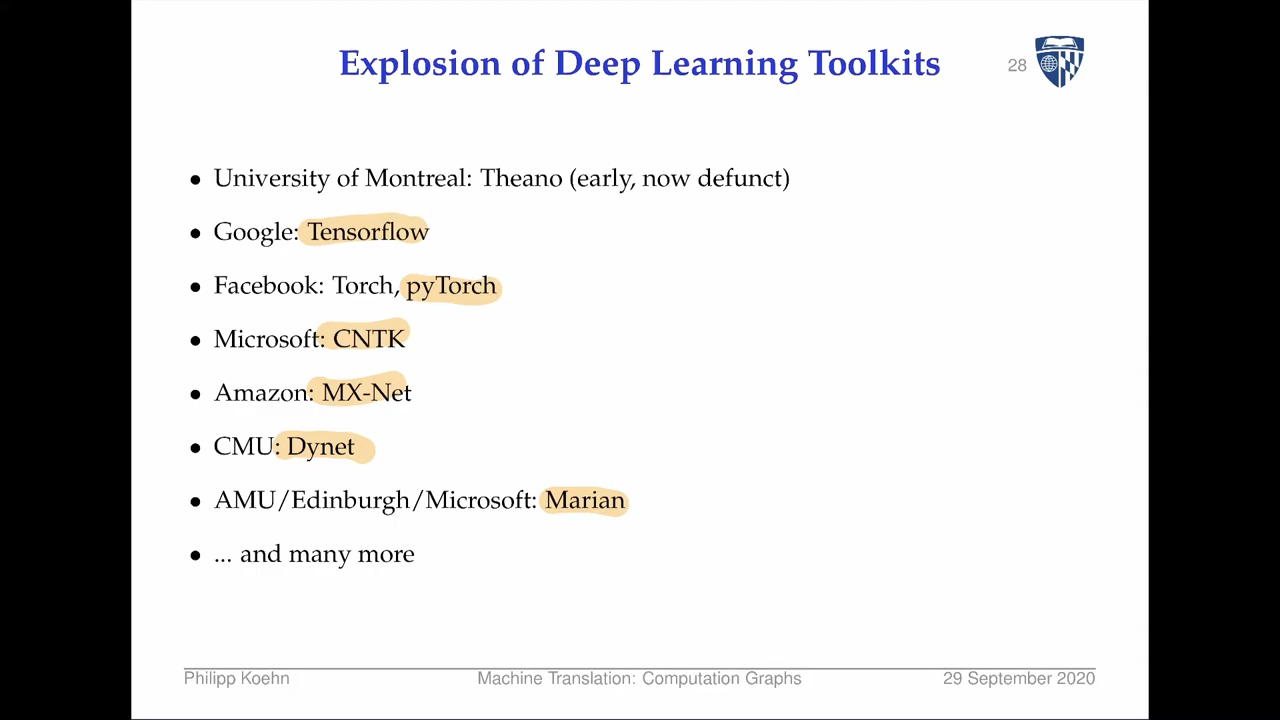 Explosion of Deep Learning Toolkits
28
• University of Montreal: Theano (early, now defunct)
• Google: Tensorflow
• Facebook: Torch, pyTorch
• Microsoft: CNTK
• Amazon: MX-Net
• CMU: Dynet
• AMU/Edinburgh/Microsoft: Marian
• ... and many more
Philipp Koehn Machine Translation: Computation Graphs 29 September 2020